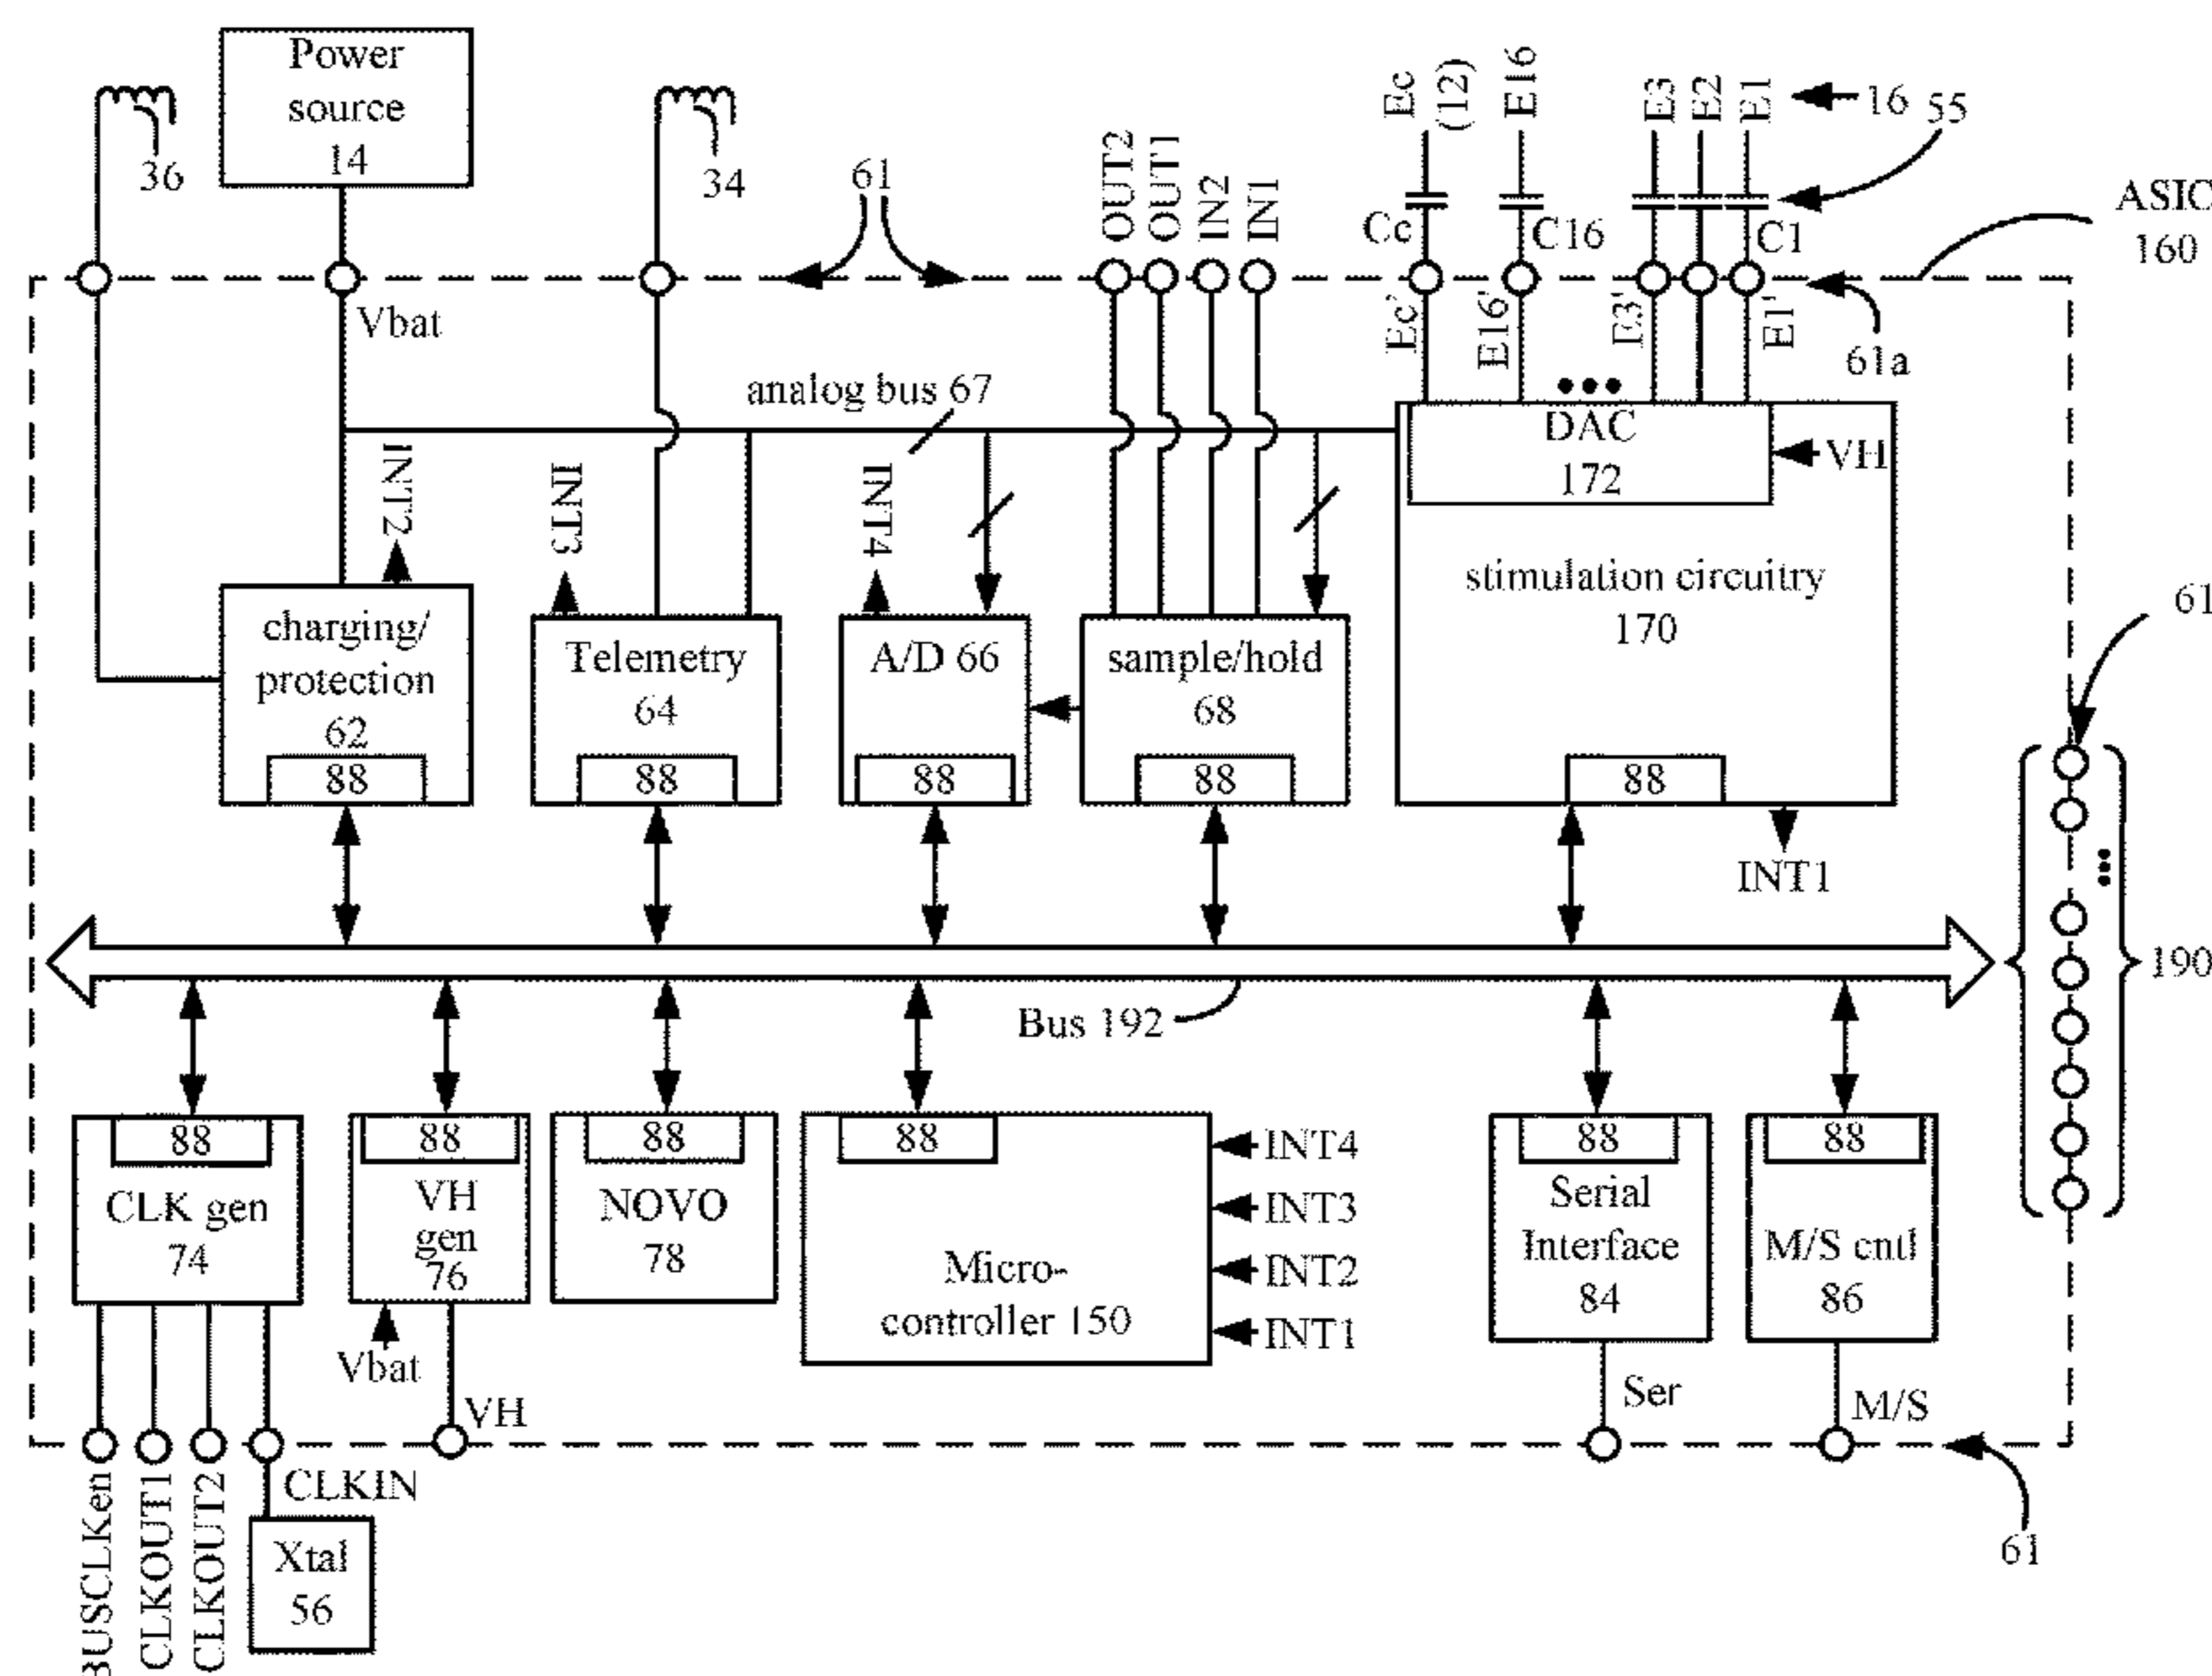 Power
source
14
36
34
61
OUT2
OUT1
IN2
IN1
Ec
(12)
E16
E3
E2
E1
16
55
Cc
C16
C1
ASIC
160
Vbat
Ec'
E16'
E3'
E1'
61a
analog bus 67
INT2
INT3
INT4
DAC
172
VH
charging/
protection
62
88
Telemetry
64
88
A/D 66
88
sample/hold
68
88
stimulation circuitry
170
88
INT1
61
190
Bus 192
88
CLK gen
74
88
VH
gen
76
Vbat
VH
88
NOVO
78
88
Micro-
controller 150
INT4
INT3
INT2
INT1
88
Serial
Interface
84
88
M/S cntl
86
Ser
M/S
61
BUSCLKen
CLKOUT1
CLKOUT2
CLKIN
Xtal
56